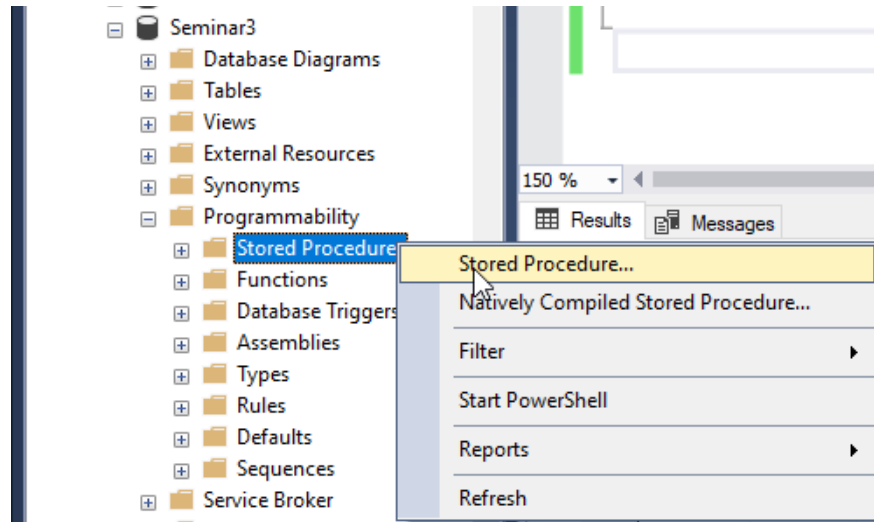 Seminar3
Database Diagrams
Tables
Views
External Resources
Synonyms
Programmability
Stored Procedure
Functions
Database Triggers
Assemblies
Types
Rules
Defaults
Sequences
Service Broker
150 %
Results
Messages
Stored Procedure...
Natively Compiled Stored Procedure...
Filter
Start PowerShell
Reports
Refresh